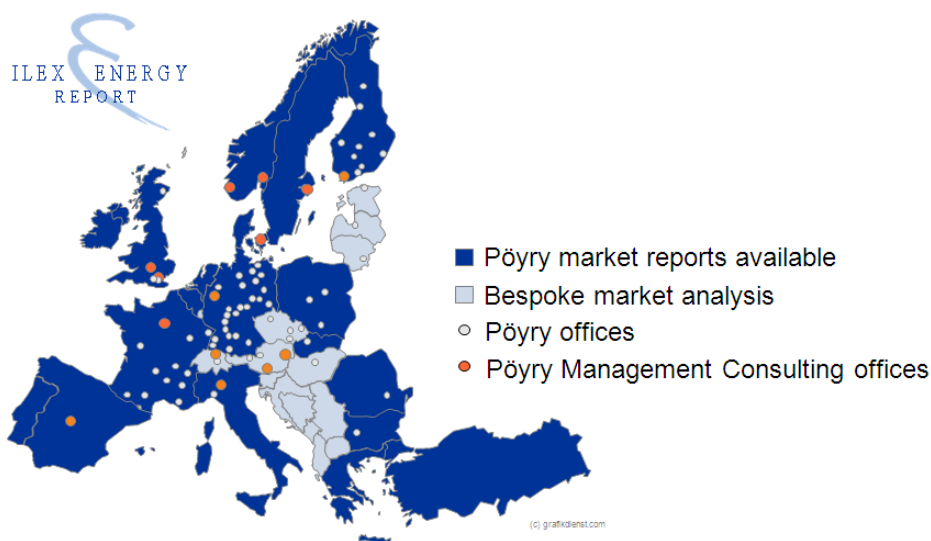 ILEX ENERGY
REPORT
Pöyry market reports available
Bespoke market analysis
Pöyry offices
Pöyry Management Consulting offices
(c) grafikdienst.com